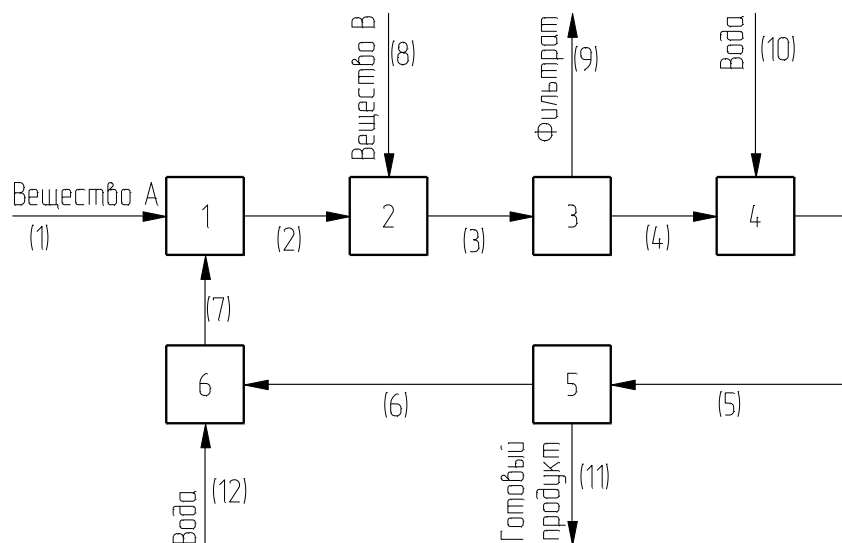 Вещество В
(8)
Фильтрат
(9)
Вода
(10)
Вещество А
(1)
1
(2)
2
(3)
3
(4)
4
(7)
6
(6)
5
(5)
Вода
(12)
Готовый
продукт
(11)